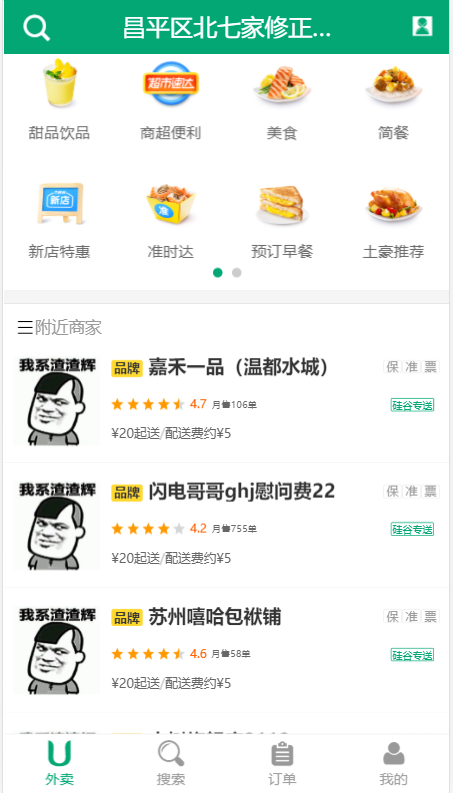 昌平区北七家修正...
超市速达
甜品饮品 商超便利 美食 简餐
新店
准
新店特惠 准时达 预订早餐 土豪推荐
附近商家
我系渣渣辉
品牌 嘉禾一品（温都水城） 保 准 票
4.7 月售106单 硅谷专送
¥20起送/配送费约¥5
我系渣渣辉
品牌 闪电哥哥ghj慰问费22 保 准 票
4.2 月售755单 硅谷专送
¥20起送/配送费约¥5
我系渣渣辉
品牌 苏州嘻哈包袱铺 保 准 票
4.6 月售58单 硅谷专送
¥20起送/配送费约¥5
外卖 搜索 订单 我的